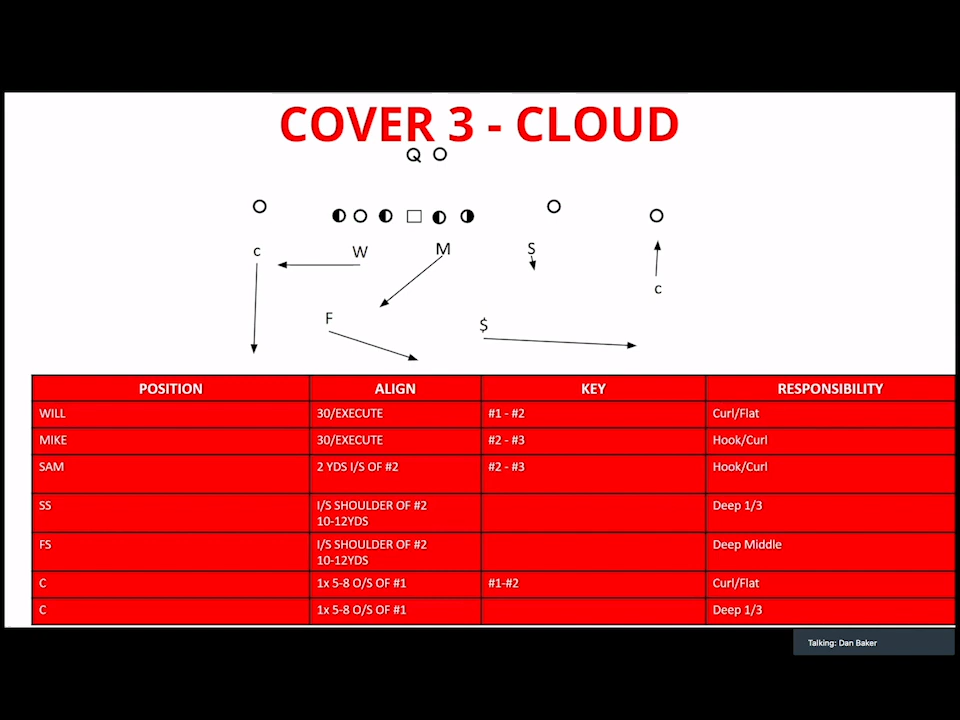 COVER 3 - CLOUD
Q
c W M S
c
F $
POSITION ALIGN KEY RESPONSIBILITY
WILL 30/EXECUTE #1 - #2 Curl/Flat
MIKE 30/EXECUTE #2 - #3 Hook/Curl
SAM 2 YDS I/S OF #2 #2 - #3 Hook/Curl
SS I/S SHOULDER OF #2 Deep 1/3
10-12YDS
FS I/S SHOULDER OF #2 Deep Middle
10-12YDS
C 1x 5-8 O/S OF #1 #1-#2 Curl/Flat
C 1x 5-8 O/S OF #1 Deep 1/3
Talking: Dan Baker